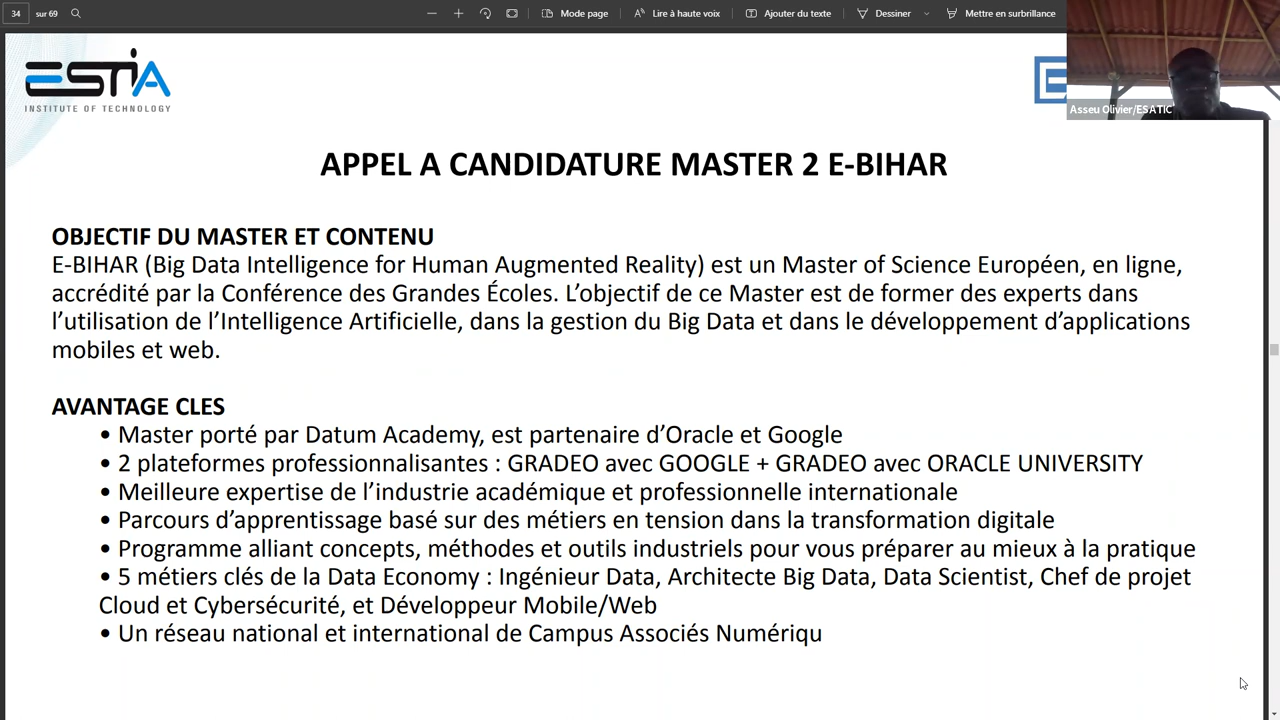 34 sur 69 Mode page Lire à haute voix Ajouter du texte Dessiner Mettre en surbrillance
ESTIA
INSTITUTE OF TECHNOLOGY
Asseu Olivier/ESATIC
APPEL A CANDIDATURE MASTER 2 E-BIHAR
OBJECTIF DU MASTER ET CONTENU
E-BIHAR (Big Data Intelligence for Human Augmented Reality) est un Master of Science Européen, en ligne,
accrédité par la Conférence des Grandes Écoles. L’objectif de ce Master est de former des experts dans
l’utilisation de l’Intelligence Artificielle, dans la gestion du Big Data et dans le développement d’applications
mobiles et web.
AVANTAGE CLES
• Master porté par Datum Academy, est partenaire d’Oracle et Google
• 2 plateformes professionnalisantes : GRADEO avec GOOGLE + GRADEO avec ORACLE UNIVERSITY
• Meilleure expertise de l’industrie académique et professionnelle internationale
• Parcours d’apprentissage basé sur des métiers en tension dans la transformation digitale
• Programme alliant concepts, méthodes et outils industriels pour vous préparer au mieux à la pratique
• 5 métiers clés de la Data Economy : Ingénieur Data, Architecte Big Data, Data Scientist, Chef de projet
Cloud et Cybersécurité, et Développeur Mobile/Web
• Un réseau national et international de Campus Associés Numériqu